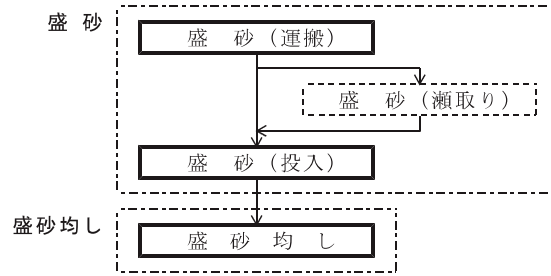 盛 砂
盛 砂（運搬）
盛 砂（瀬取り）
盛 砂（投入）
盛砂均し
盛 砂 均 し